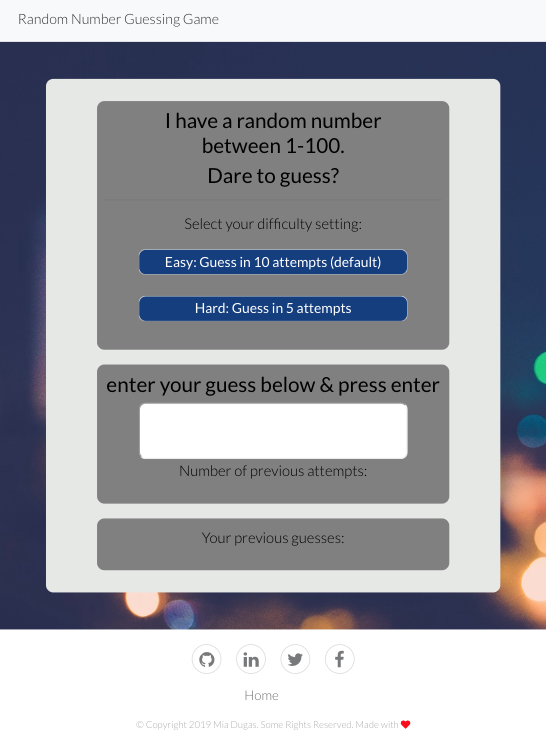 Random Number Guessing Game
I have a random number
between 1-100.
Dare to guess?
Select your difficulty setting:
Easy: Guess in 10 attempts (default)
Hard: Guess in 5 attempts
enter your guess below & press enter
Number of previous attempts:
Your previous guesses:
Home
© Copyright 2019 Mia Dugas. Some Rights Reserved. Made with